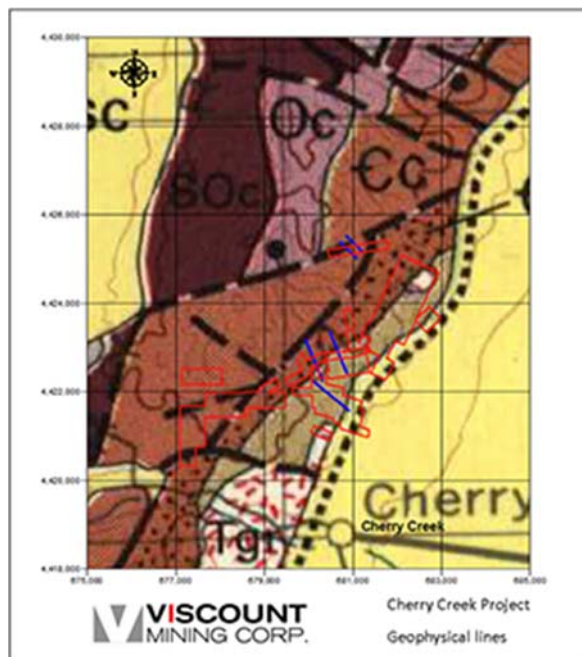 4,430,000
4,428,000
4,426,000
4,424,000
4,422,000
4,420,000
4,418,000
SC
Oc
SOc
Єc
Tgr
Cherry
Cherry Creek
675,000 677,000 679,000 681,000 683,000 685,000
VISCOUNT
MINING CORP.
Cherry Creek Project
Geophysical lines